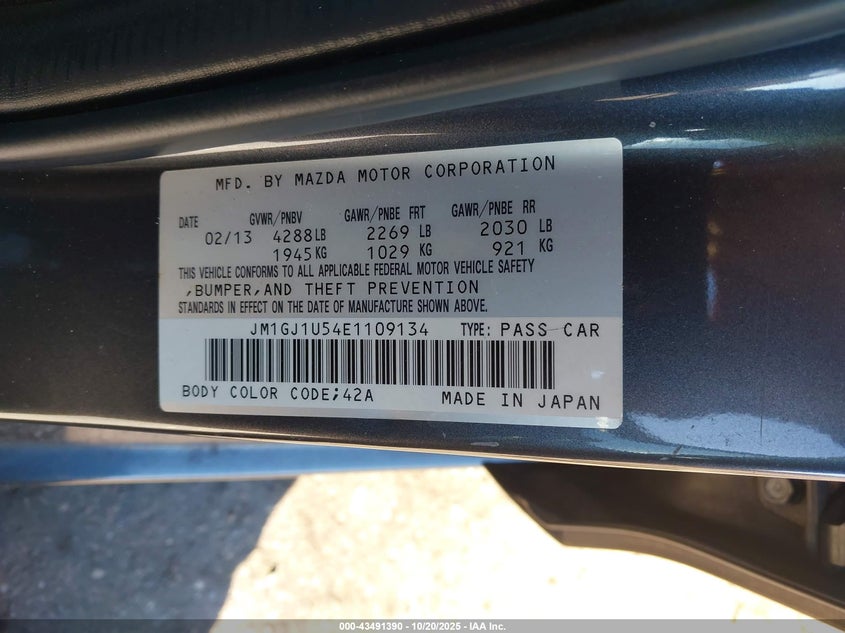 MFD. BY MAZDA MOTOR CORPORATION
DATE GVWR/PNBV GAWR/PNBE FRT GAWR/PNBE RR
02/13 4288LB 2269 LB 2030 LB
1945KG 1029 KG 921 KG
THIS VEHICLE CONFORMS TO ALL APPLICABLE FEDERAL MOTOR VEHICLE SAFETY
,BUMPER,AND THEFT PREVENTION
STANDARDS IN EFFECT ON THE DATE OF MANUFACTURE SHOWN ABOVE.
JM1GJ1U54E1109134 TYPE: PASS CAR
BODY COLOR CODE;42A MADE IN JAPAN
000-43491390 - 10/20/2025 - IAA Inc.